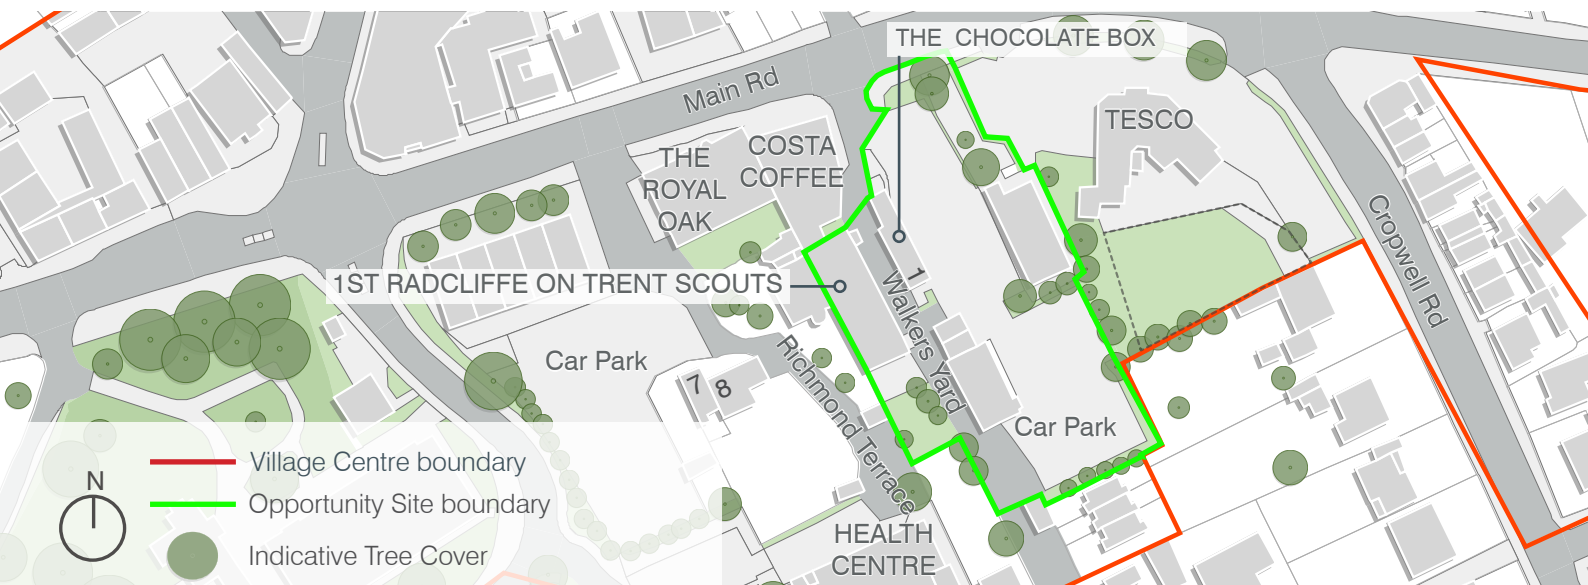 THE CHOCOLATE BOX
Main Rd
TESCO
COSTA
COFFEE
THE
ROYAL
OAK
Cropwell Rd
1
1ST RADCLIFFE ON TRENT SCOUTS
Walkers Yard
Car Park
Richmond Terrace
7
8
Car Park
N
Village Centre boundary
Opportunity Site boundary
Indicative Tree Cover
HEALTH
CENTRE